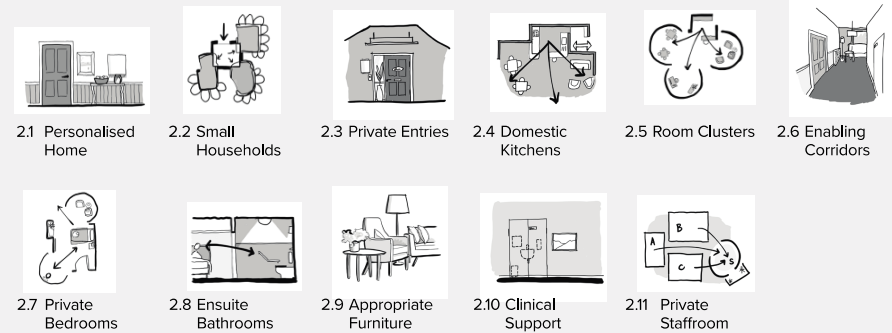 2.1 Personalised
Home
2.2 Small
Households
2.3 Private Entries
2.4 Domestic
Kitchens
2.5 Room Clusters
2.6 Enabling
Corridors
A
B
C
S
2.7 Private
Bedrooms
2.8 Ensuite
Bathrooms
2.9 Appropriate
Furniture
2.10 Clinical
Support
2.11 Private
Staffroom